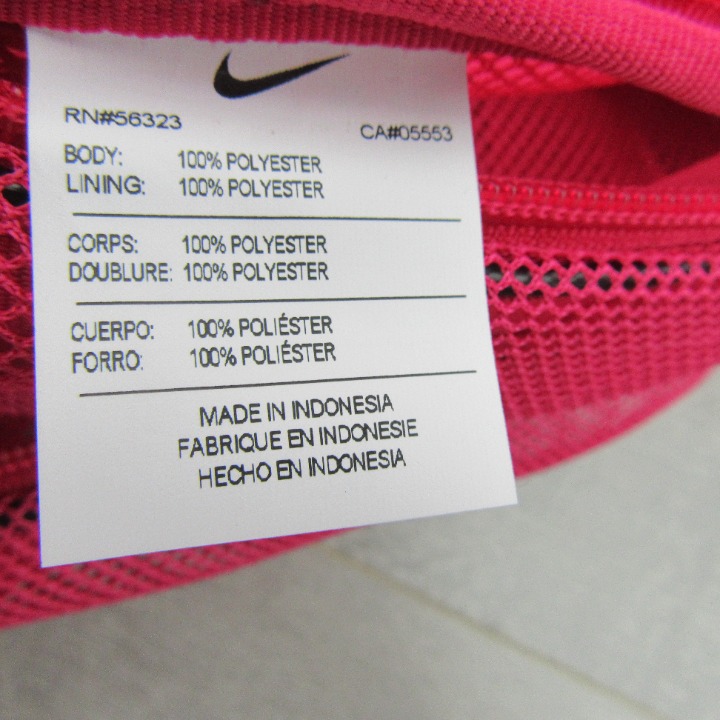 RN#56323
CA#05553
BODY: 100% POLYESTER
LINING: 100% POLYESTER
CORPS: 100% POLYESTER
DOUBLURE: 100% POLYESTER
CUERPO: 100% POLIÉSTER
FORRO: 100% POLIÉSTER
MADE IN INDONESIA
FABRIQUE EN INDONESIE
HECHO EN INDONESIA